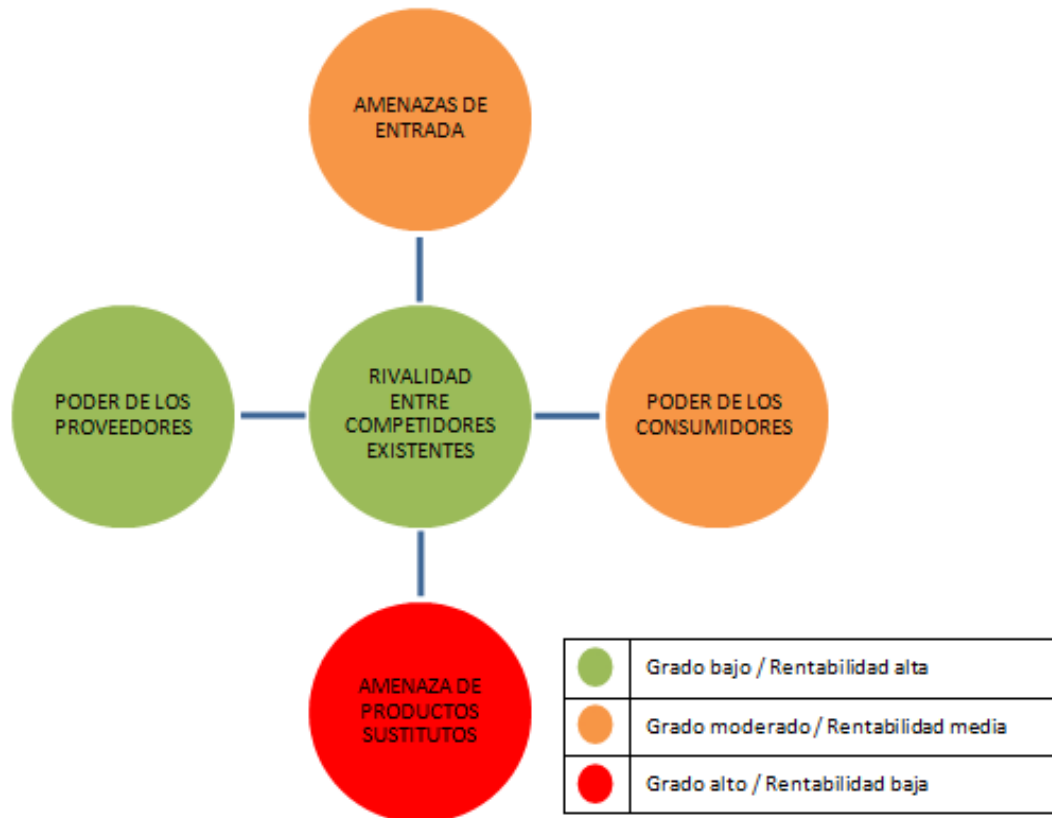 AMENAZAS DE
ENTRADA
PODER DE LOS
PROVEEDORES
RIVALIDAD
ENTRE
COMPETIDORES
EXISTENTES
PODER DE LOS
CONSUMIDORES
AMENAZA DE
PRODUCTOS
SUSTITUTOS
Grado bajo / Rentabilidad alta
Grado moderado / Rentabilidad media
Grado alto / Rentabilidad baja